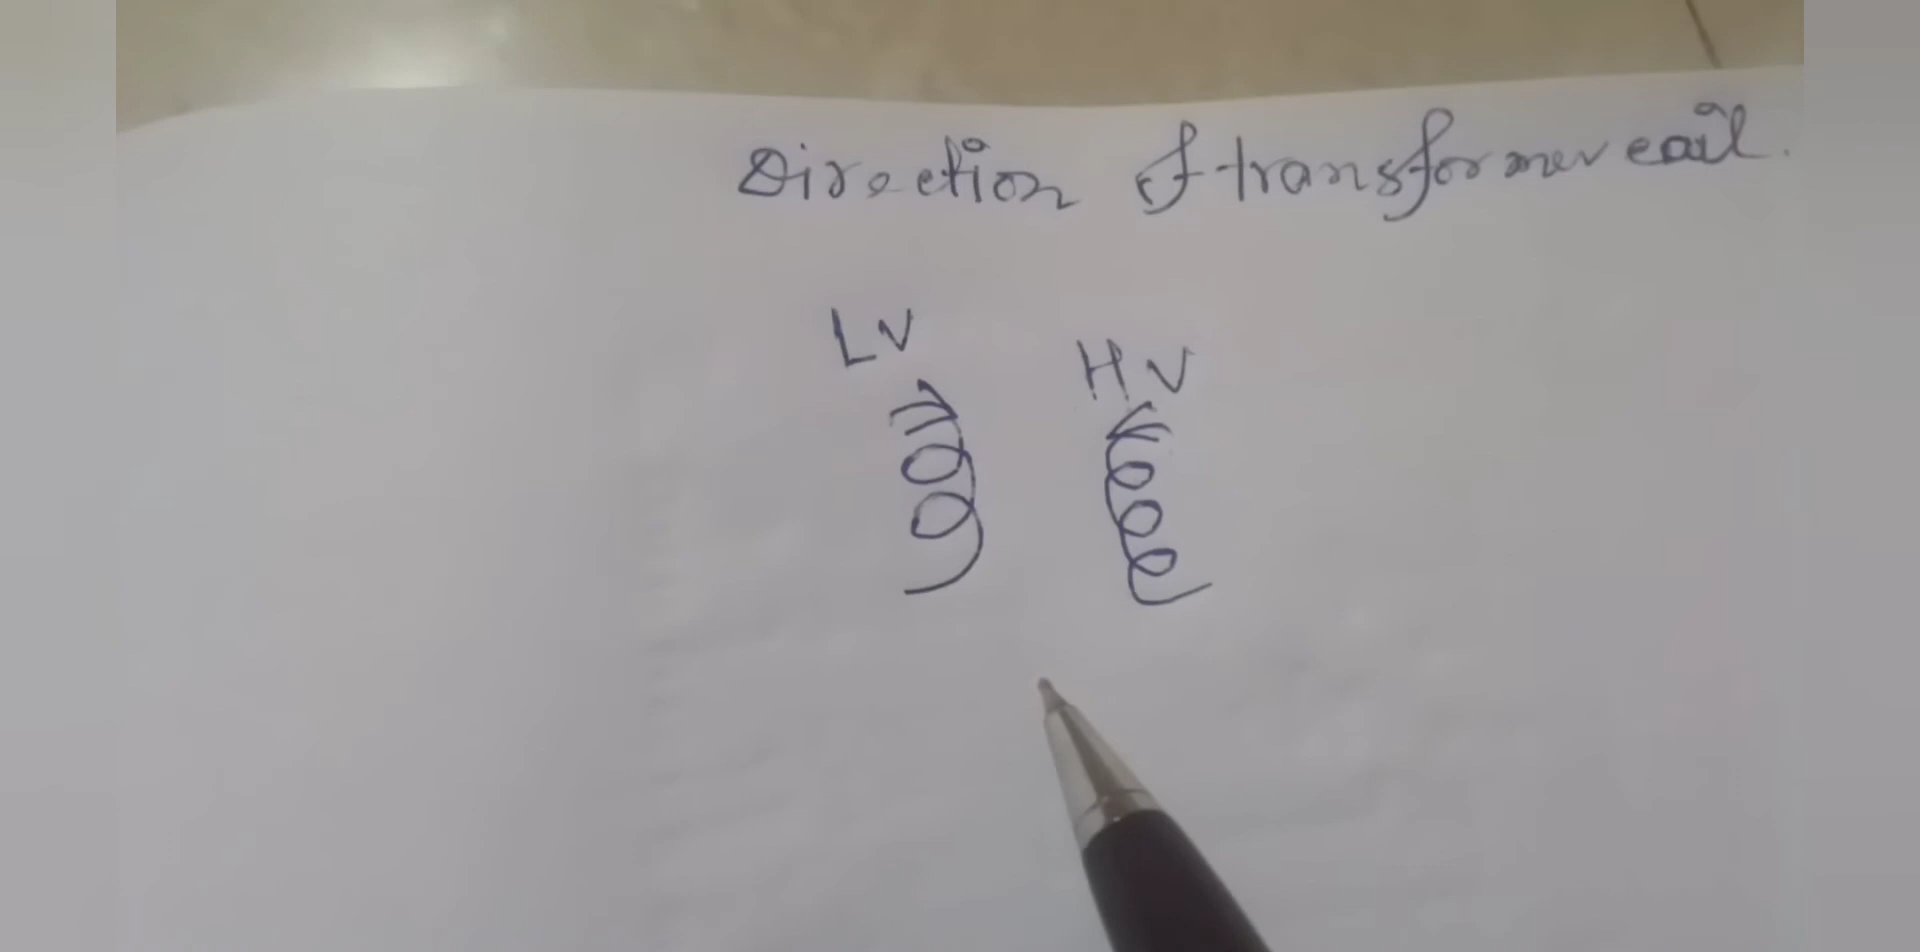 Direction of transformer coil.
LV
HV